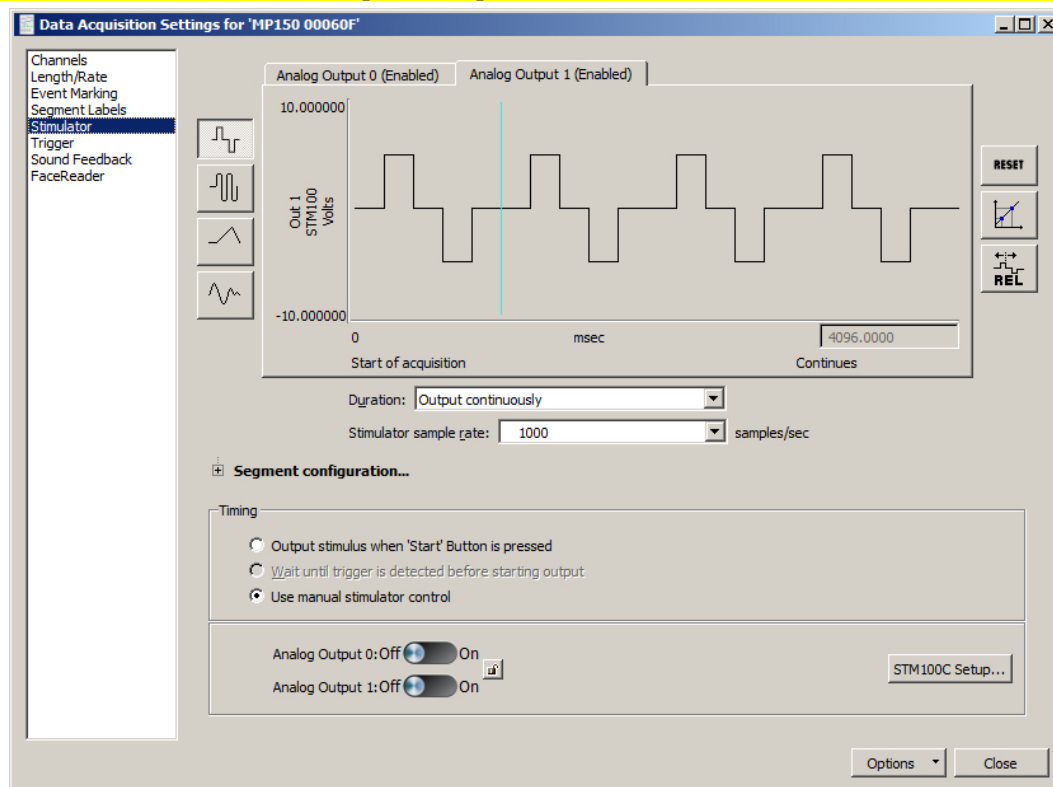 Data Acquisition Settings for 'MP150 00060F'
Channels
Length/Rate
Event Marking
Segment Labels
Stimulator
Trigger
Sound Feedback
FaceReader
Analog Output 0 (Enabled)
Analog Output 1 (Enabled)
10.000000
Out 1
STM100
Volts
-10.000000
0
msec
4096.0000
Start of acquisition
Continues
RESET
REL
Duration: Output continuously
Stimulator sample rate: 1000 samples/sec
Segment configuration...
Timing
Output stimulus when 'Start' Button is pressed
Wait until trigger is detected before starting output
Use manual stimulator control
Analog Output 0: Off On
Analog Output 1: Off On
STM100C Setup...
Options
Close